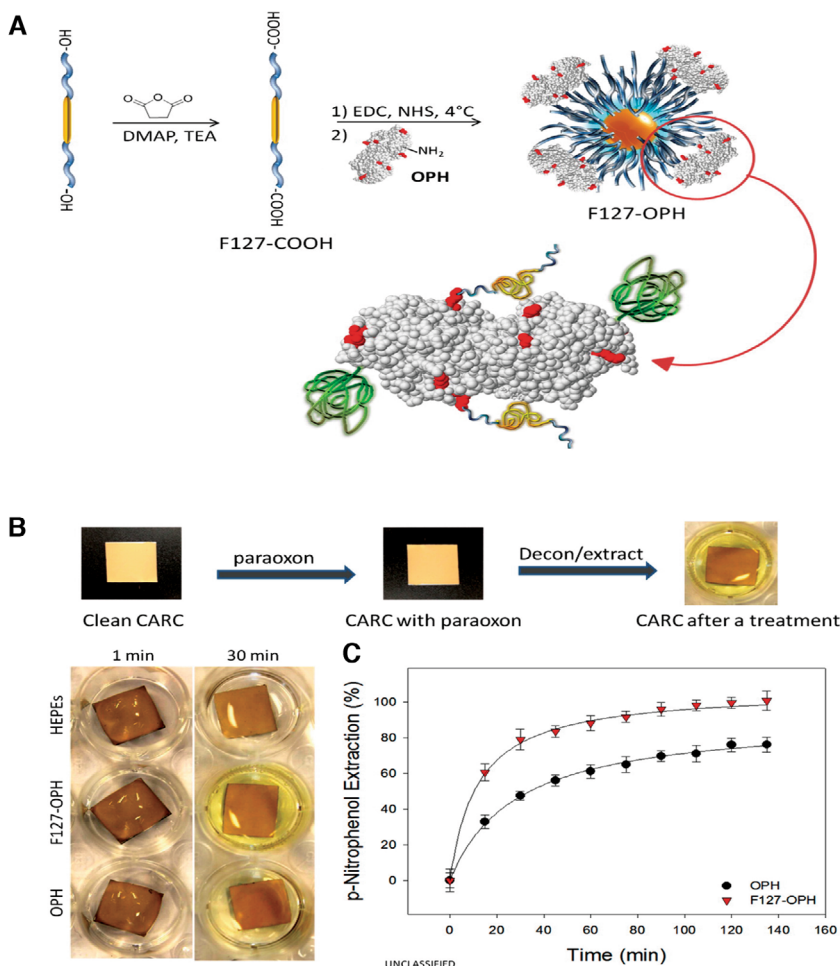 A
-OH
-COOH
DMAP, TEA
1) EDC, NHS, 4°C
2)
-NH2
OPH
HO-
-COOH
F127-COOH
F127-OPH
B
paraoxon
Decon/extract
Clean CARC
CARC with paraoxon
CARC after a treatment
1 min
30 min
HEPEs
F127-OPH
OPH
C
p-Nitrophenol Extraction (%)
100
80
60
40
20
0
0
20
40
60
80
100
120
140
OPH
F127-OPH
Time (min)
UNCLASSIFIED